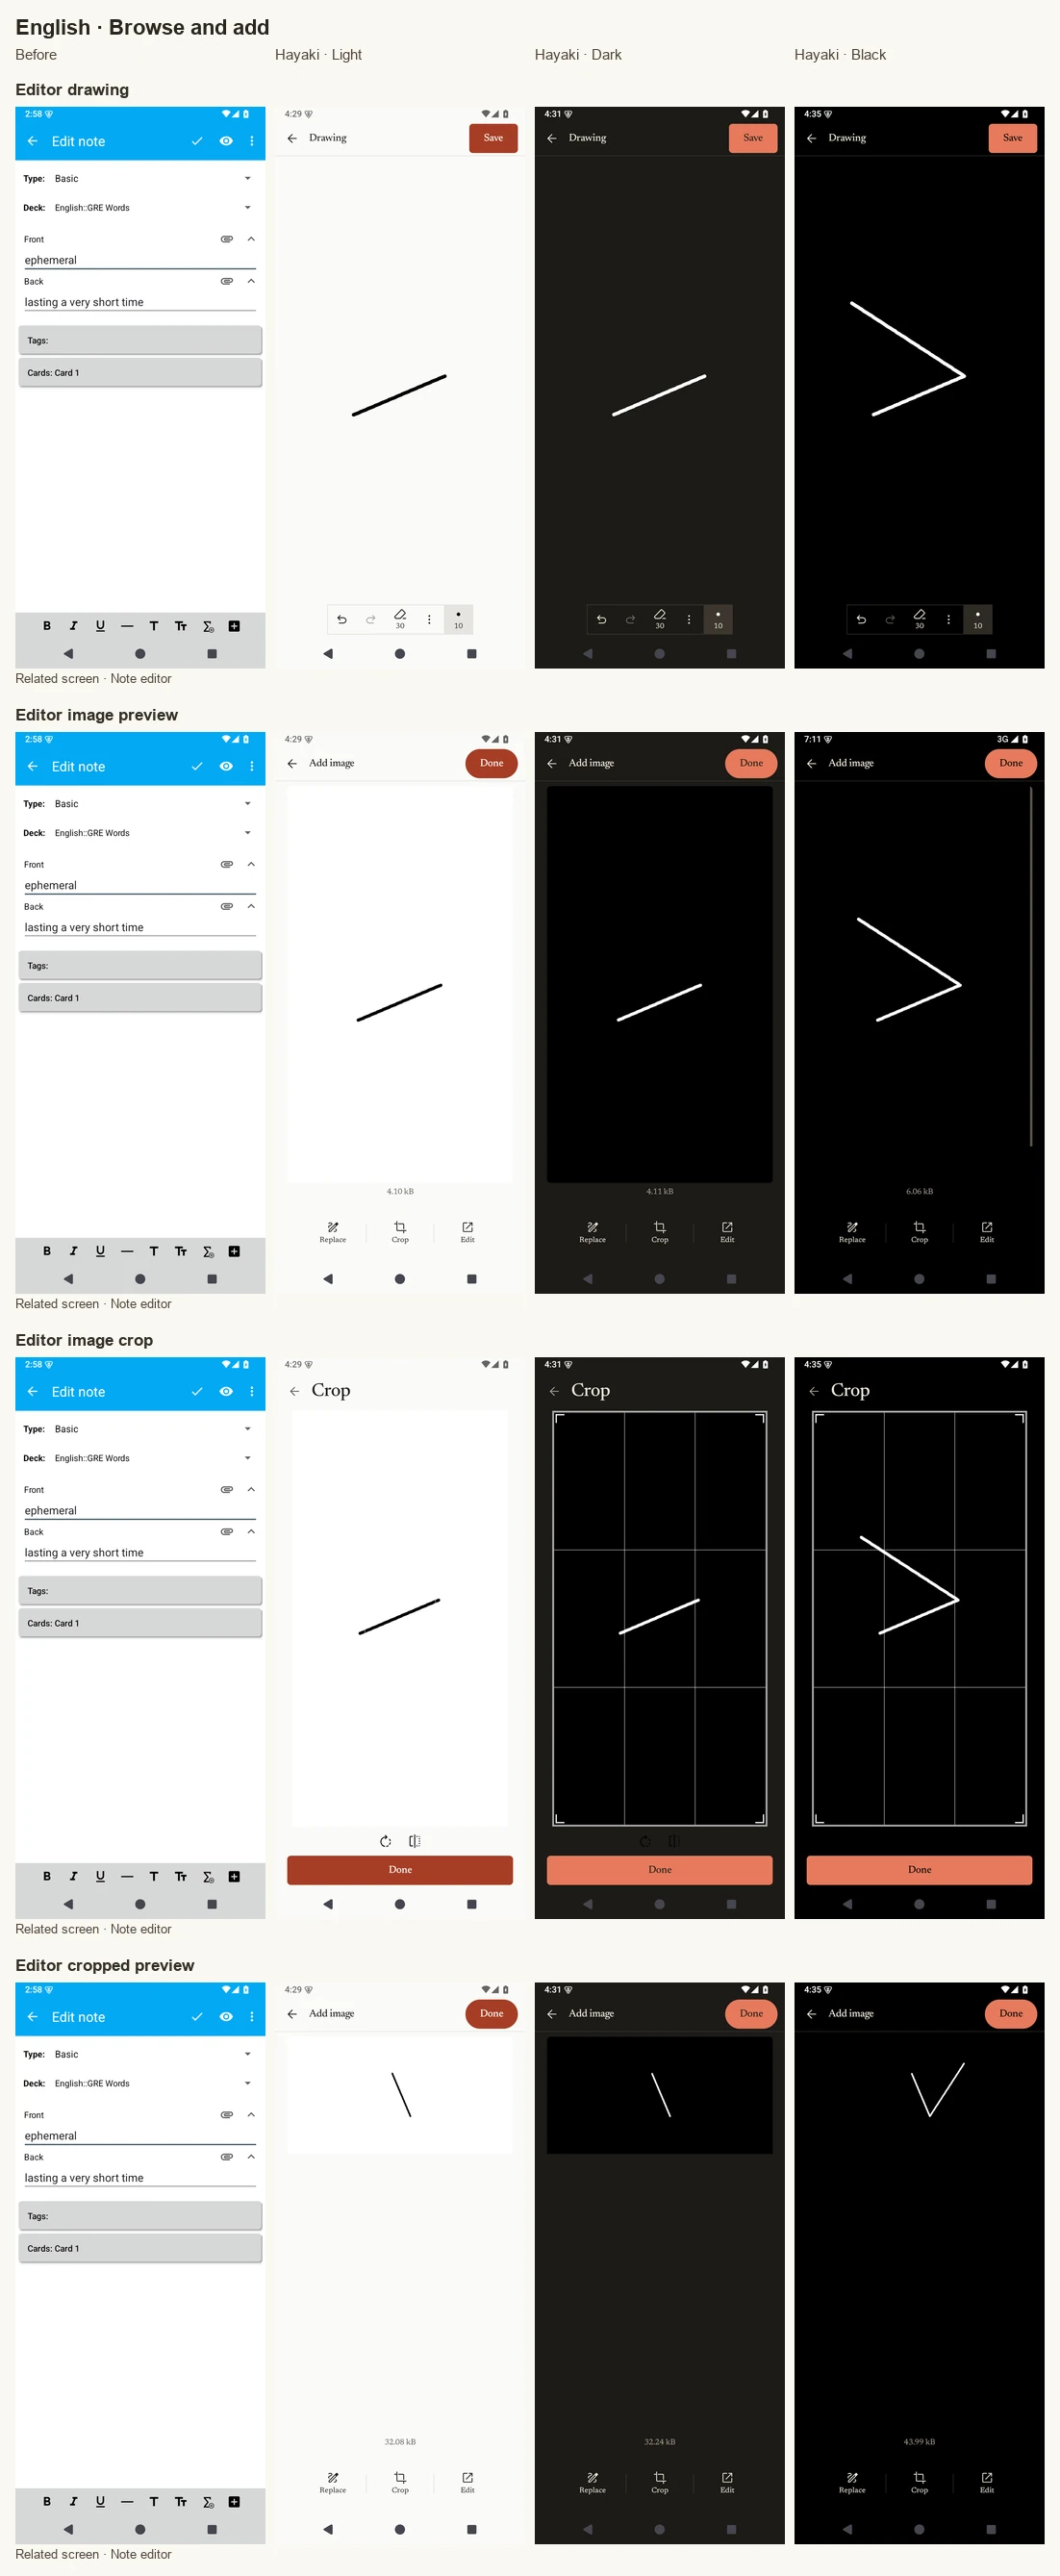 English · Browse and add
Before
Hayaki · Light
Hayaki · Dark
Hayaki · Black
Editor drawing
2:58
Edit note
Type: Basic
Deck: English::GRE Words
Front
ephemeral
Back
lasting a very short time
Tags:
Cards: Card 1
B I U — T Tт Σ
4:29
Drawing
Save
30
10
4:31
Drawing
Save
30
10
4:35
Drawing
Save
30
10
Related screen · Note editor
Editor image preview
2:58
Edit note
Type: Basic
Deck: English::GRE Words
Front
ephemeral
Back
lasting a very short time
Tags:
Cards: Card 1
B I U — T Tт Σ
4:29
Add image
Done
4.10 kB
Replace
Crop
Edit
4:31
Add image
Done
4.11 kB
Replace
Crop
Edit
7:11
3G
Add image
Done
6.06 kB
Replace
Crop
Edit
Related screen · Note editor
Editor image crop
2:58
Edit note
Type: Basic
Deck: English::GRE Words
Front
ephemeral
Back
lasting a very short time
Tags:
Cards: Card 1
B I U — T Tт Σ
4:29
Crop
Done
4:31
Crop
Done
4:35
Crop
Done
Related screen · Note editor
Editor cropped preview
2:58
Edit note
Type: Basic
Deck: English::GRE Words
Front
ephemeral
Back
lasting a very short time
Tags:
Cards: Card 1
B I U — T Tт Σ
4:29
Add image
Done
32.08 kB
Replace
Crop
Edit
4:31
Add image
Done
32.24 kB
Replace
Crop
Edit
4:35
Add image
Done
43.99 kB
Replace
Crop
Edit
Related screen · Note editor